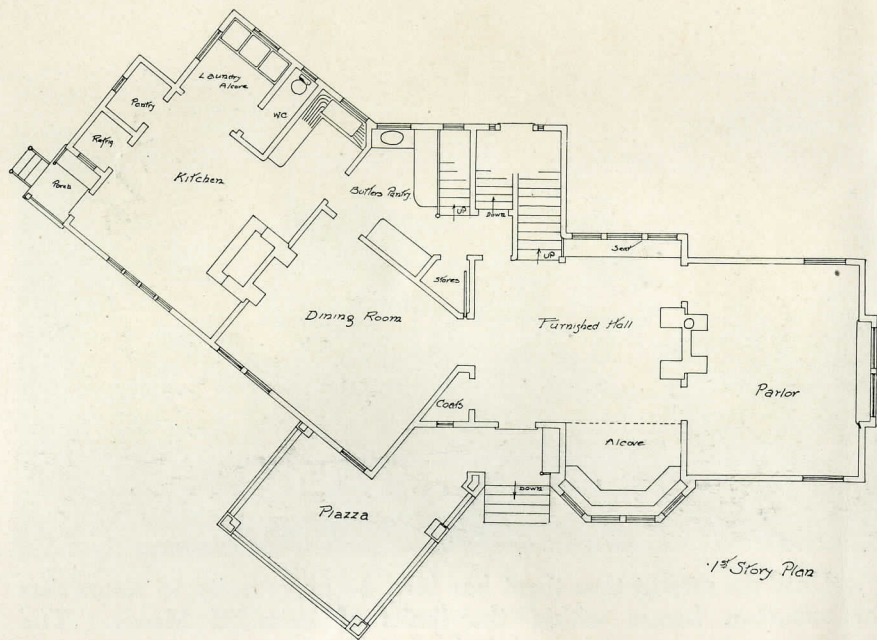 Laundry
Alcove
Pantry
WC
Refrig
Kitchen
Porch
Butlers Pantry
UP
Down
UP
Seat
Stores
Dining Room
Furnished Hall
Parlor
Coats
Alcove
Down
Piazza
1st Story Plan